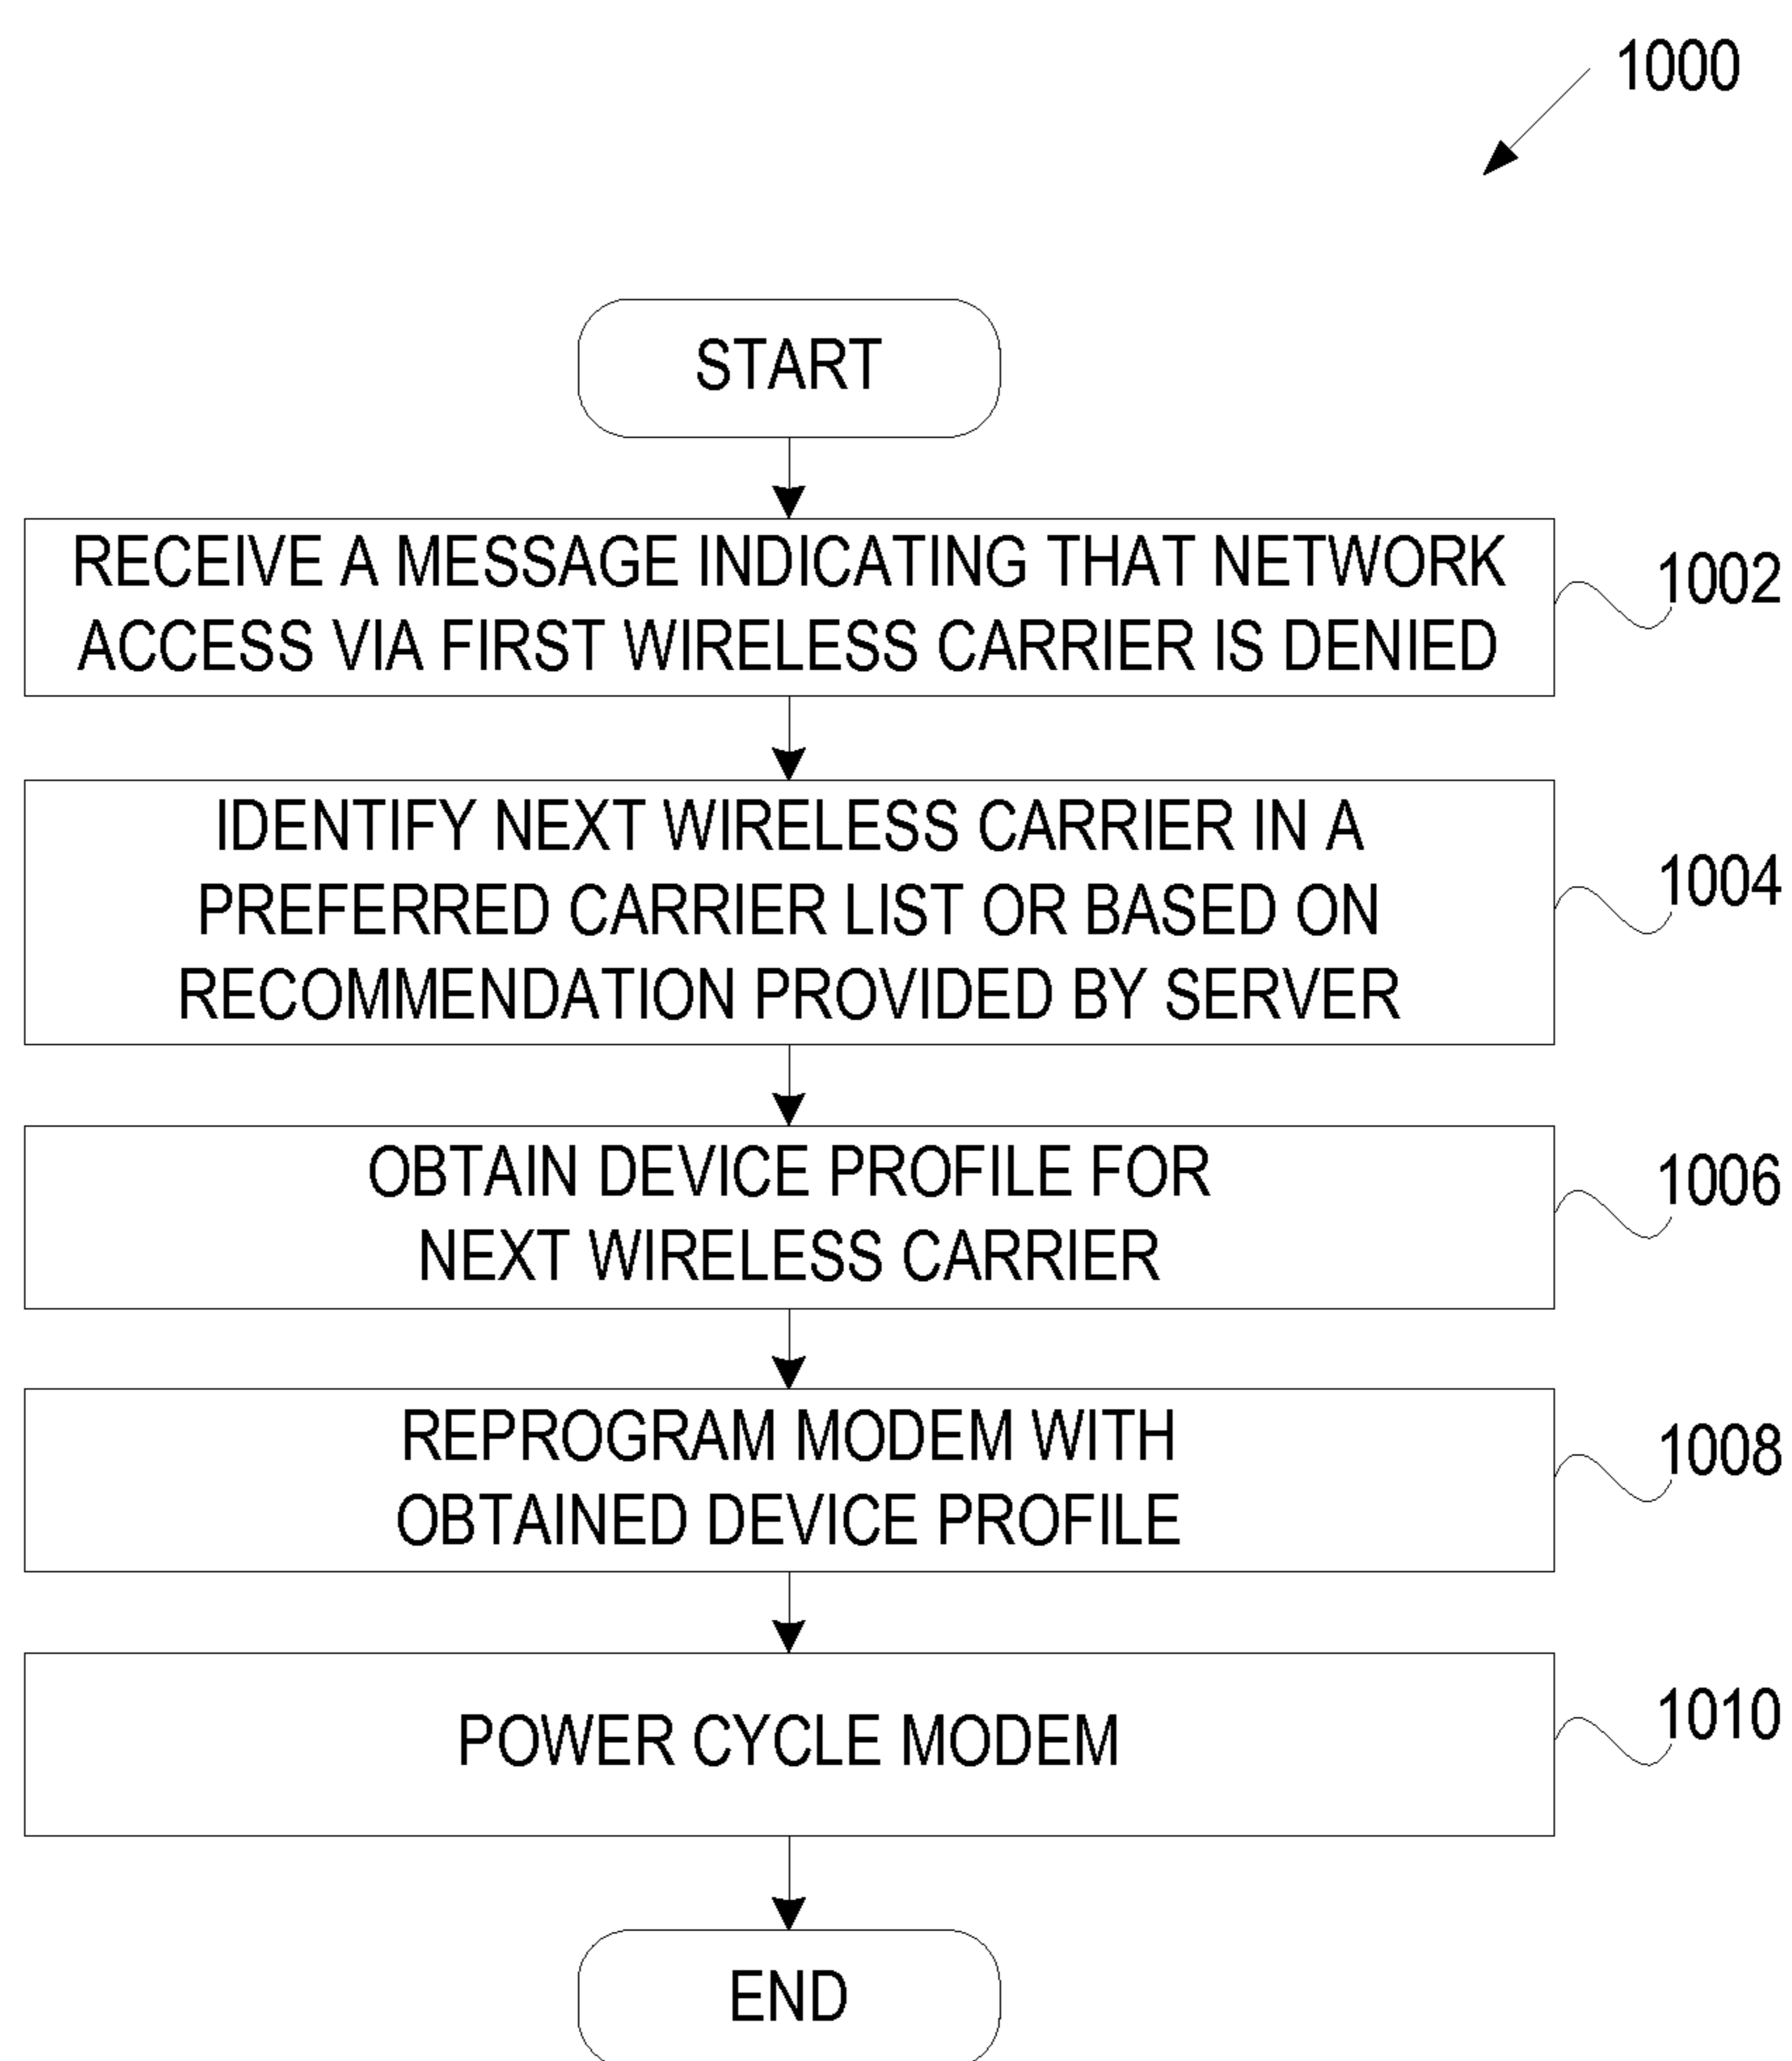 1000
START
RECEIVE A MESSAGE INDICATING THAT NETWORK
ACCESS VIA FIRST WIRELESS CARRIER IS DENIED
1002
IDENTIFY NEXT WIRELESS CARRIER IN A
PREFERRED CARRIER LIST OR BASED ON
RECOMMENDATION PROVIDED BY SERVER
1004
OBTAIN DEVICE PROFILE FOR
NEXT WIRELESS CARRIER
1006
REPROGRAM MODEM WITH
OBTAINED DEVICE PROFILE
1008
POWER CYCLE MODEM
1010
END